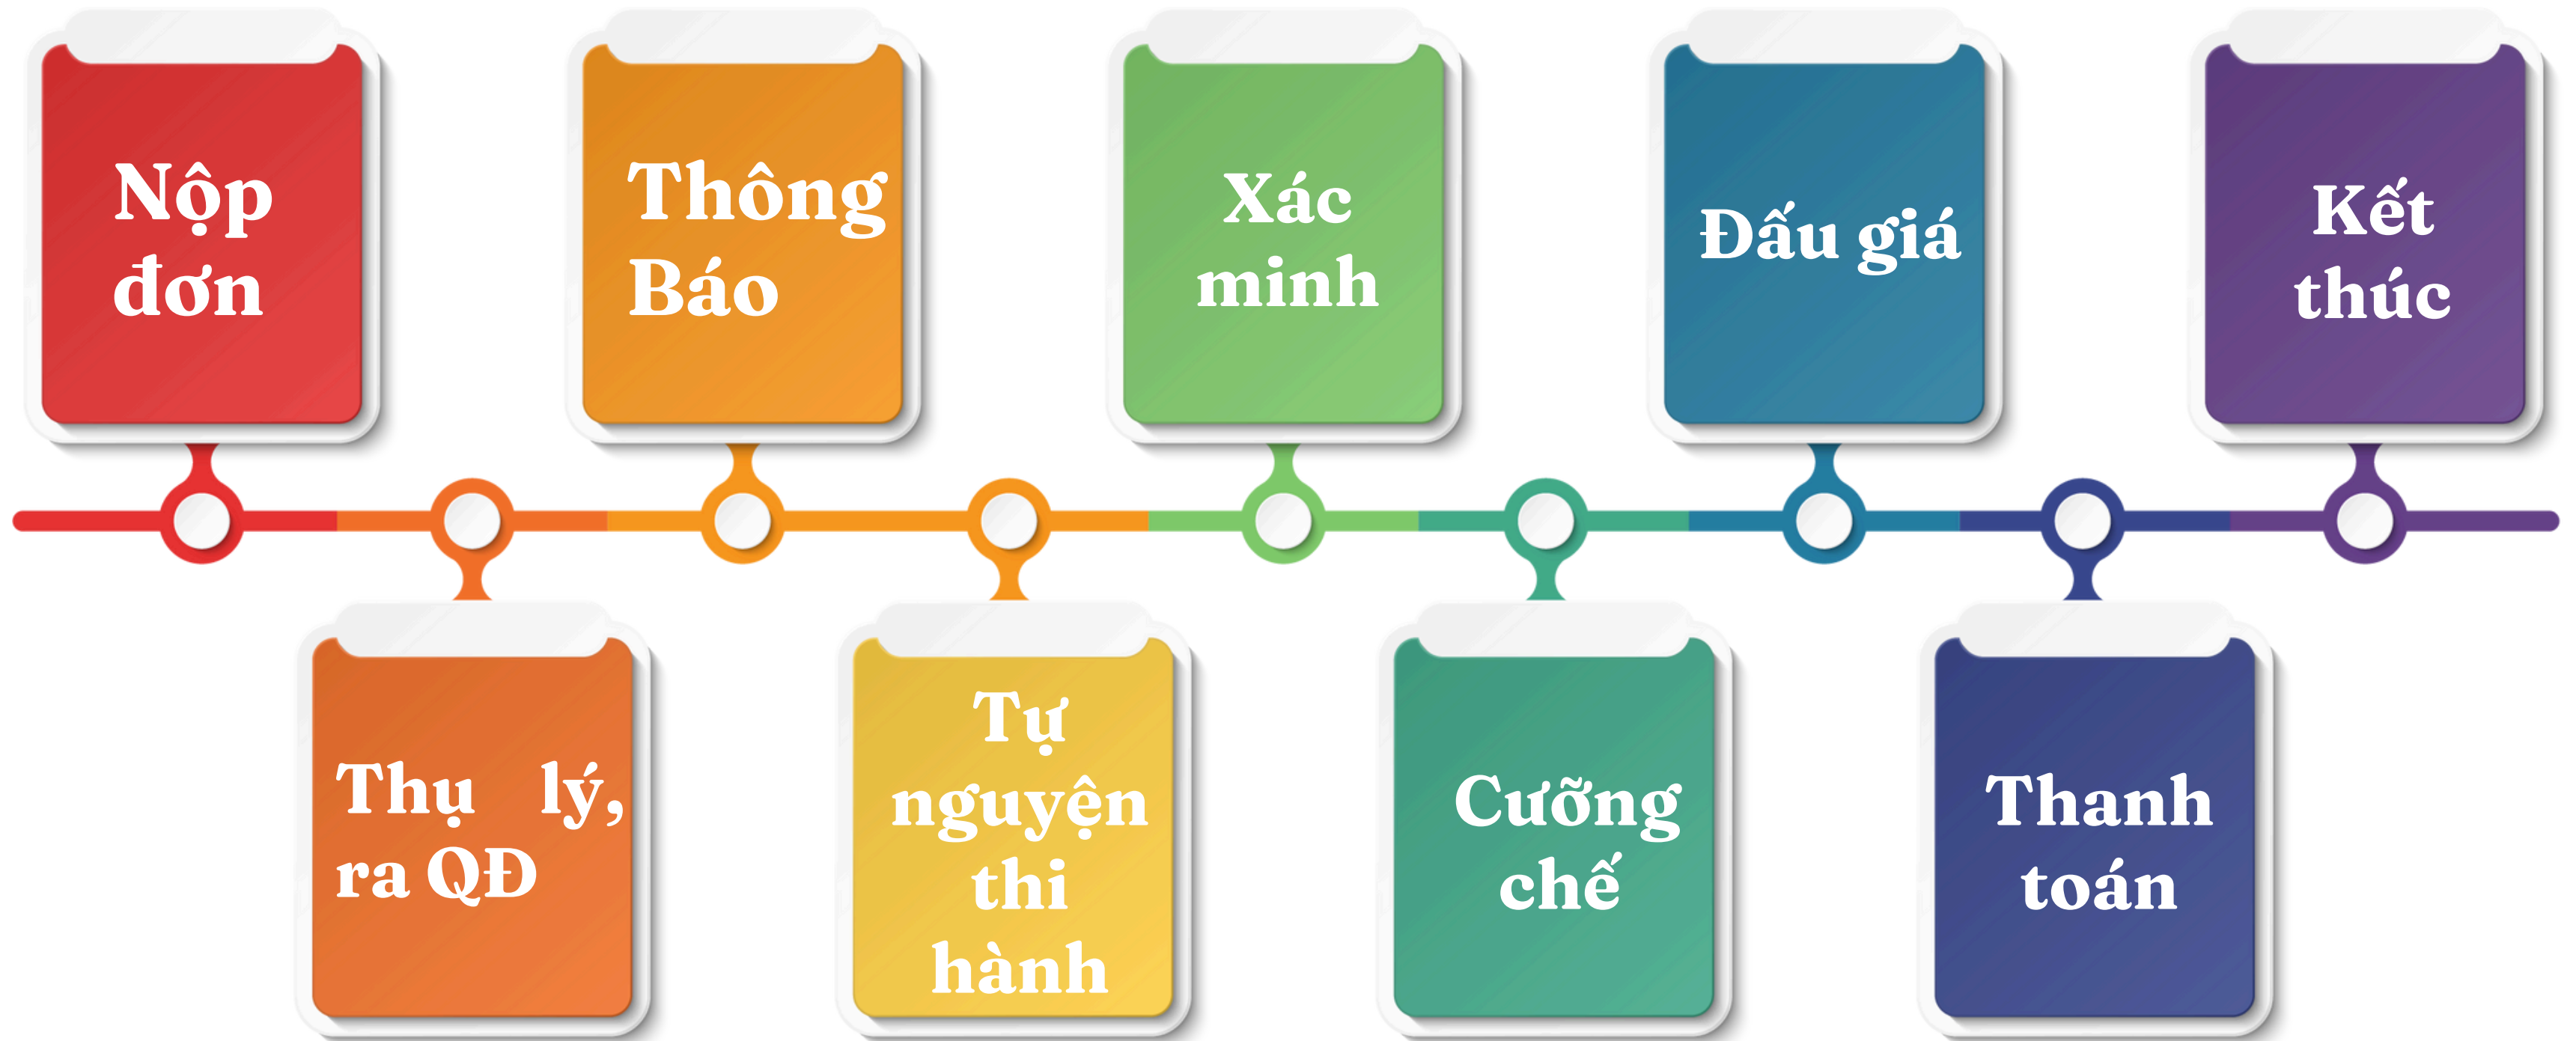 Nộp
đơn
Thụ lý,
ra QĐ
Thông
Báo
Tự
nguyện
thi
hành
Xác
minh
Cưỡng
chế
Đấu giá
Thanh
toán
Kết
thúc